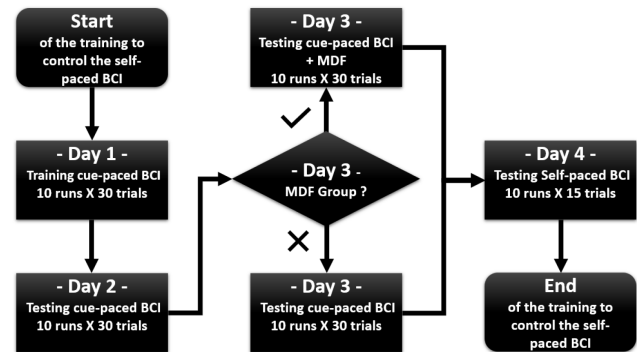 Start
of the training to
control the self-
paced BCI
- Day 1 -
Training cue-paced BCI
10 runs X 30 trials
- Day 2 -
Testing cue-paced BCI
10 runs X 30 trials
- Day 3 -
MDF Group ?
- Day 3 -
Testing cue-paced BCI
+ MDF
10 runs X 30 trials
- Day 3 -
Testing cue-paced BCI
10 runs X 30 trials
- Day 4 -
Testing Self-paced BCI
10 runs X 15 trials
End
of the training to
control the self-
paced BCI